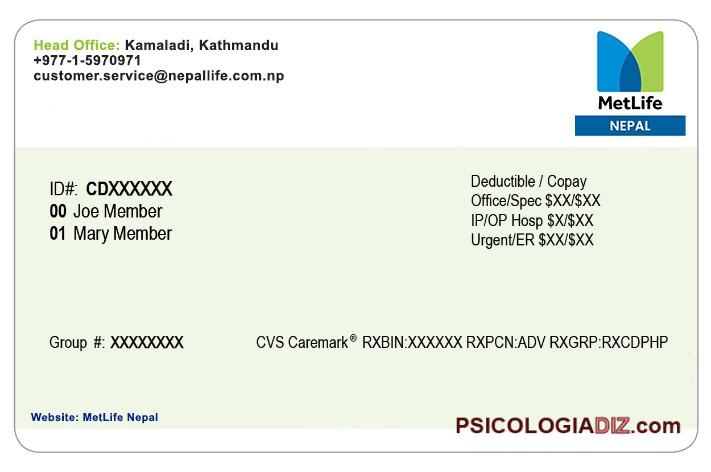 Head Office: Kamaladi, Kathmandu
+977-1-5970971
customer.service@nepallife.com.np
MetLife
NEPAL
ID#: CDXXXXXX
00 Joe Member
01 Mary Member
Deductible / Copay
Office/Spec $XX/$XX
IP/OP Hosp $X/$XX
Urgent/ER $XX/$XX
Group #: XXXXXXXX
CVS Caremark® RXBIN:XXXXXX RXPCN:ADV RXGRP:RXCDPHP
Website: MetLife Nepal
PSICOLOGIADIZ.com